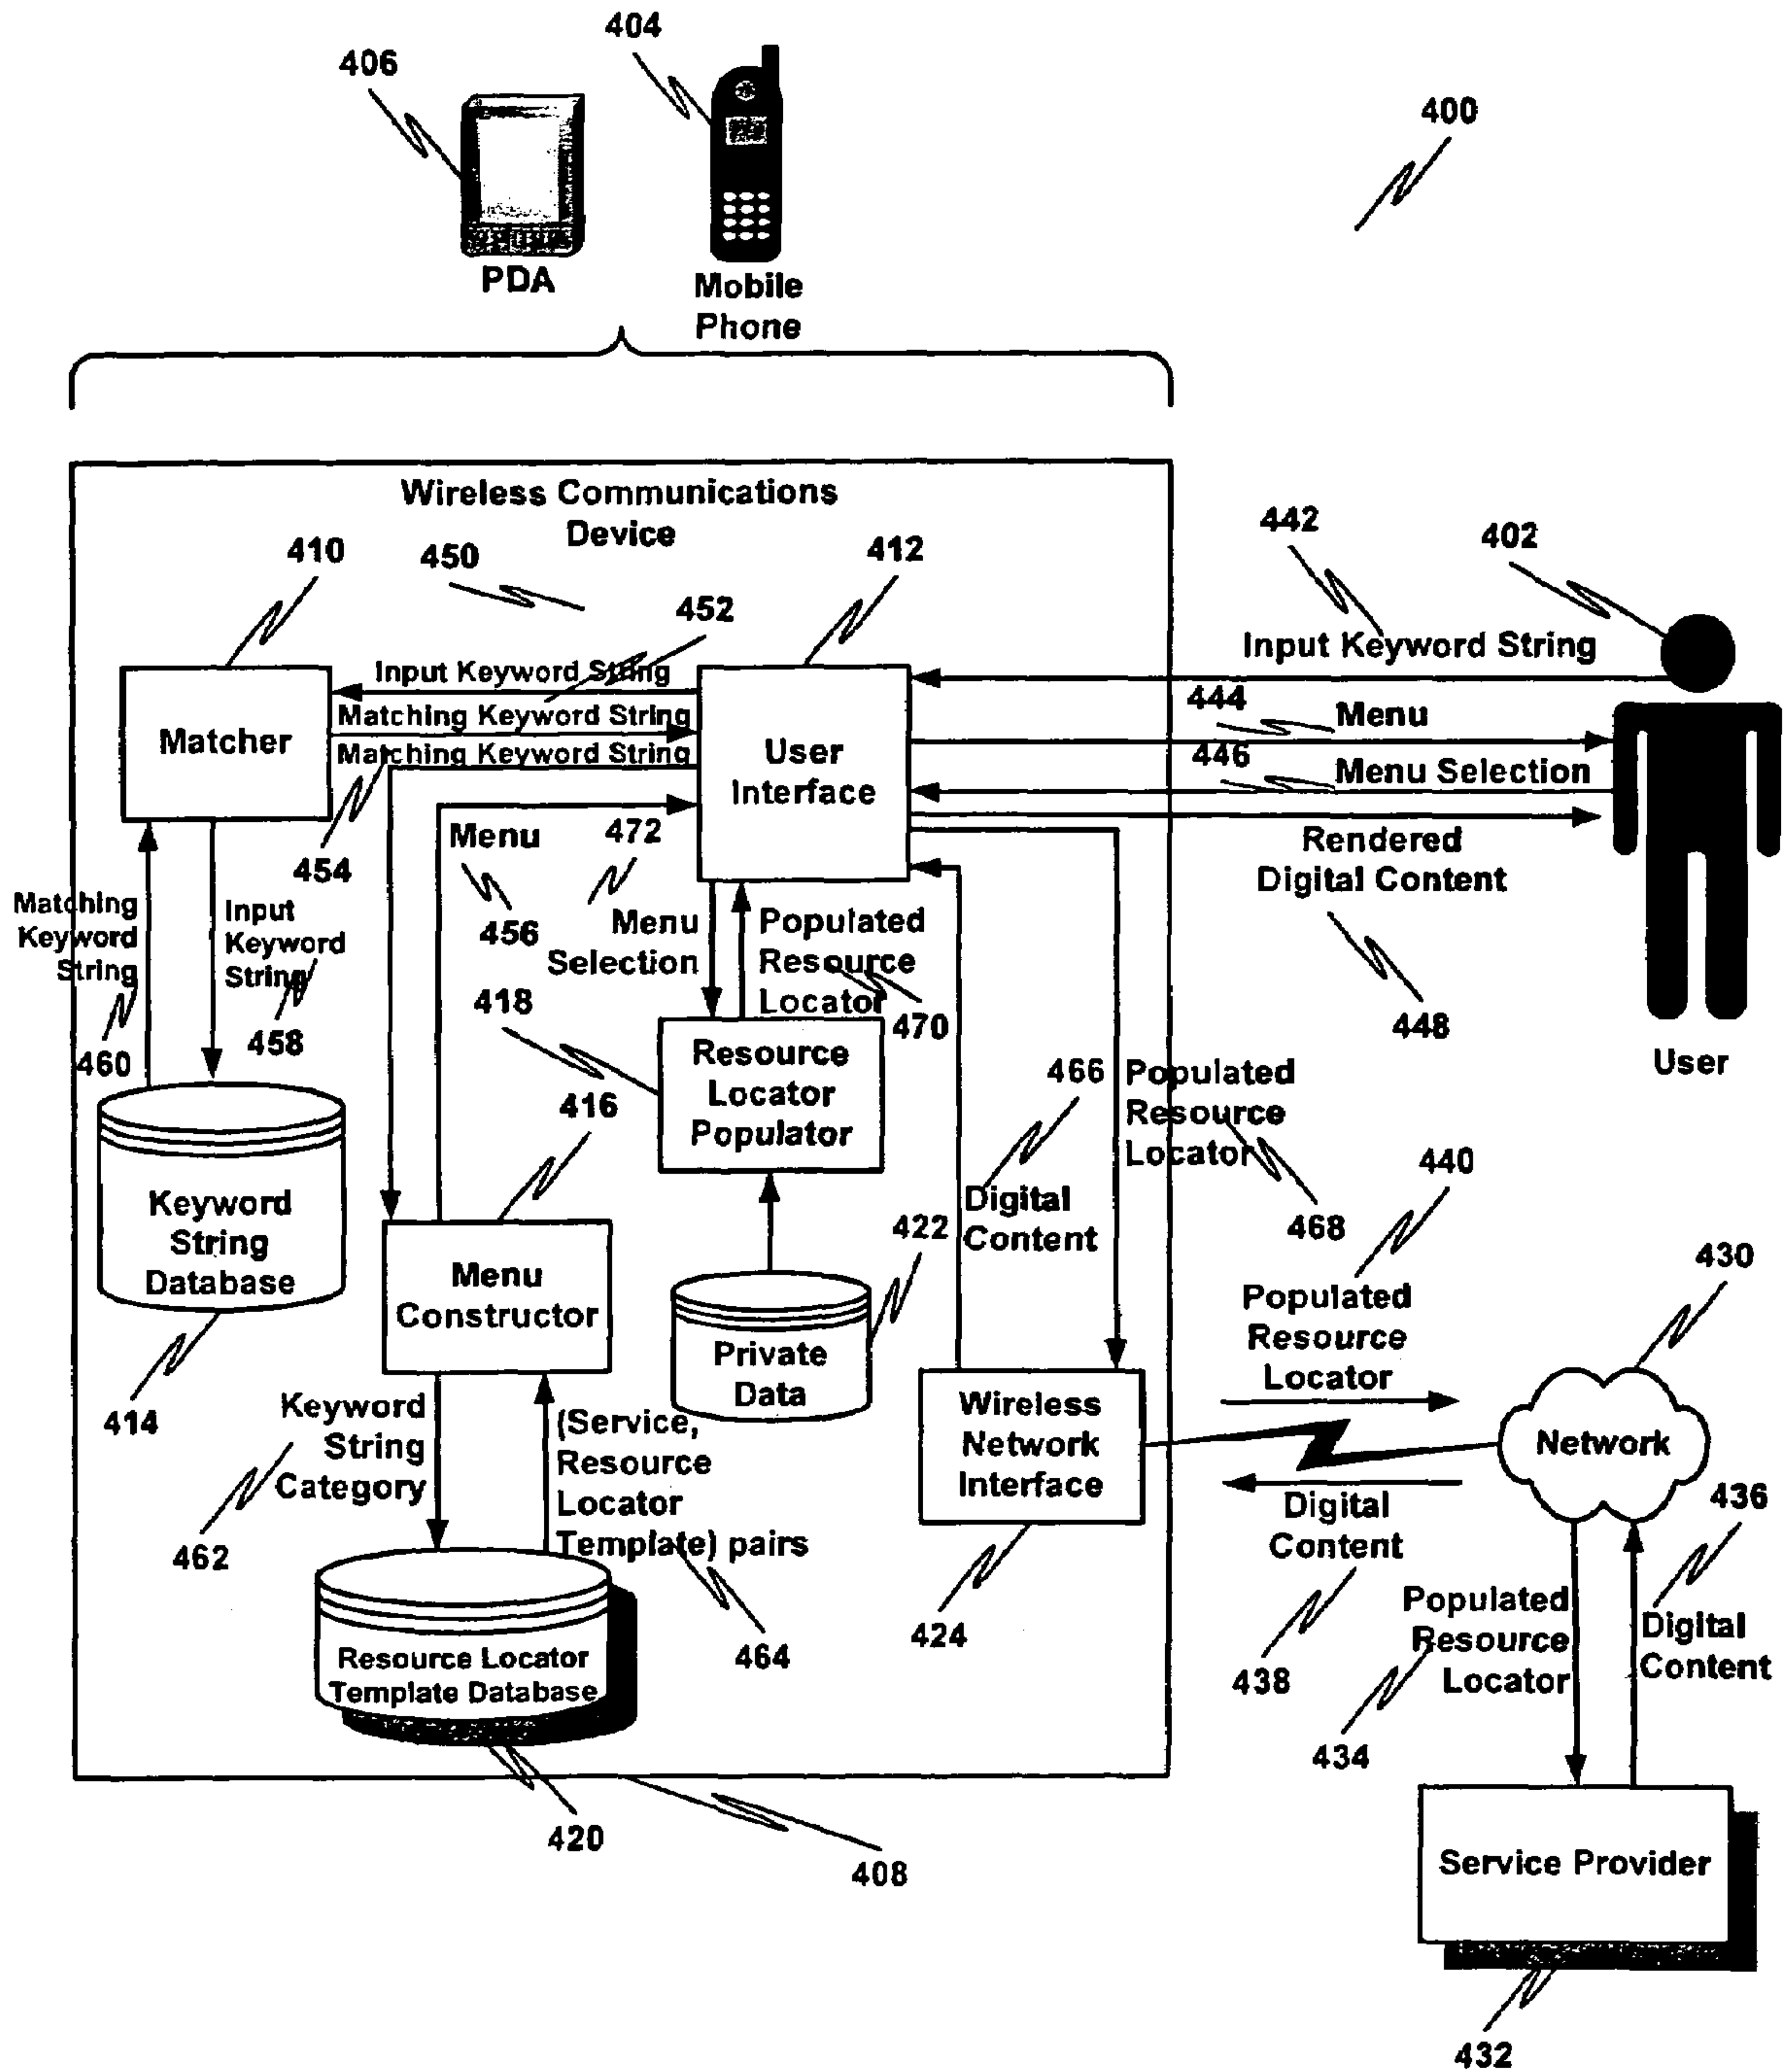 404
406
400
PDA
Mobile
Phone
Wireless Communications
Device
410
450
412
452
442
402
Input Keyword String
Matching Keyword String
Matching Keyword String
Matcher
User
Interface
Input Keyword String
444
Menu
446
Menu Selection
Rendered
Digital Content
448
User
454
Menu
472
456
Matching
Keyword
String
Input
Keyword
String
460
458
Menu
Selection
Populated
Resource
Locator
470
418
Resource
Locator
Populator
416
466
Populated
Resource
Locator
468
Keyword
String
Database
414
Menu
Constructor
422
Private
Data
Digital
Content
440
Populated
Resource
Locator
430
Wireless
Network
Interface
424
Network
Digital
Content
438
436
Keyword
String
Category
462
(Service,
Resource
Locator
Template) pairs
464
Resource Locator
Template Database
420
408
Populated
Resource
Locator
434
Digital
Content
Service Provider
432